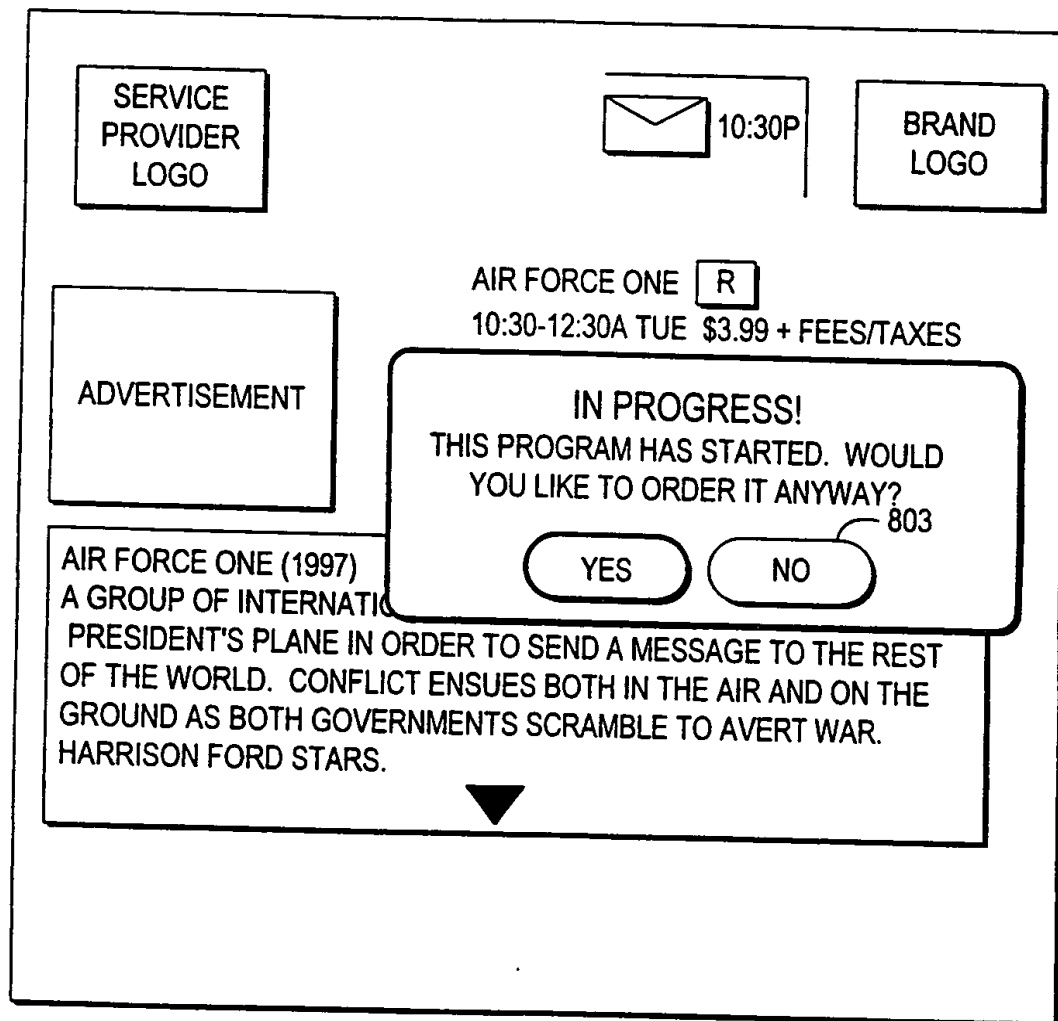 SERVICE
PROVIDER
LOGO
10:30P
BRAND
LOGO
AIR FORCE ONE R
10:30-12:30A TUE $3.99 + FEES/TAXES
ADVERTISEMENT
IN PROGRESS!
THIS PROGRAM HAS STARTED. WOULD
YOU LIKE TO ORDER IT ANYWAY?
803
YES NO
AIR FORCE ONE (1997)
A GROUP OF
PRESIDENT'S PLANE IN ORDER TO SEND A MESSAGE TO THE REST
OF THE WORLD. CONFLICT ENSUES BOTH IN THE AIR AND ON THE
GROUND AS BOTH GOVERNMENTS SCRAMBLE TO AVERT WAR.
HARRISON FORD STARS.